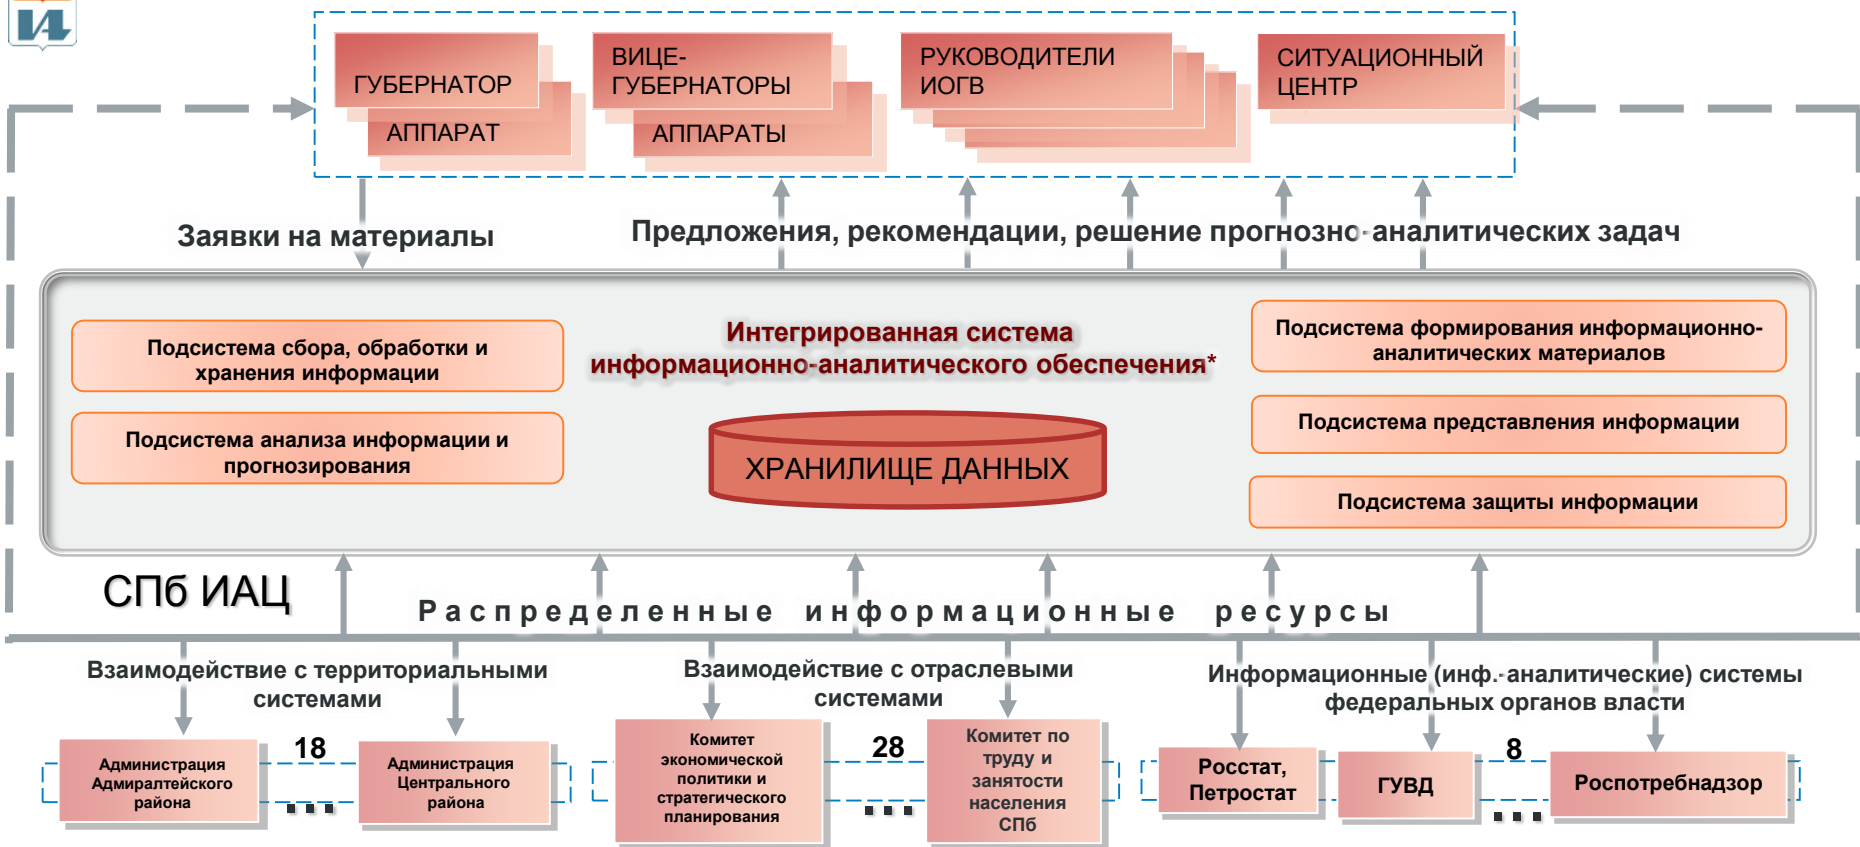 ИА
ГУБЕРНАТОР
АППАРАТ
ВИЦЕ-
ГУБЕРНАТОРЫ
АППАРАТЫ
РУКОВОДИТЕЛИ
ИОГВ
СИТУАЦИОННЫЙ
ЦЕНТР
Заявки на материалы
Предложения, рекомендации, решение прогнозно-аналитических задач
Подсистема сбора, обработки и
хранения информации
Подсистема анализа информации и
прогнозирования
Интегрированная система
информационно-аналитического обеспечения*
ХРАНИЛИЩЕ ДАННЫХ
Подсистема формирования информационно-
аналитических материалов
Подсистема представления информации
Подсистема защиты информации
СПб ИАЦ
Распределенные информационные ресурсы
Взаимодействие с территориальными
системами
Взаимодействие с отраслевыми
системами
Информационные (инф.-аналитические) системы
федеральных органов власти
Администрация
Адмиралтейского
района
18
...
Администрация
Центрального
района
Комитет
экономической
политики и
стратегического
планирования
28
...
Комитет по
труду и
занятости
населения
СПб
Росстат,
Петростат
ГУВД
8
...
Роспотребнадзор